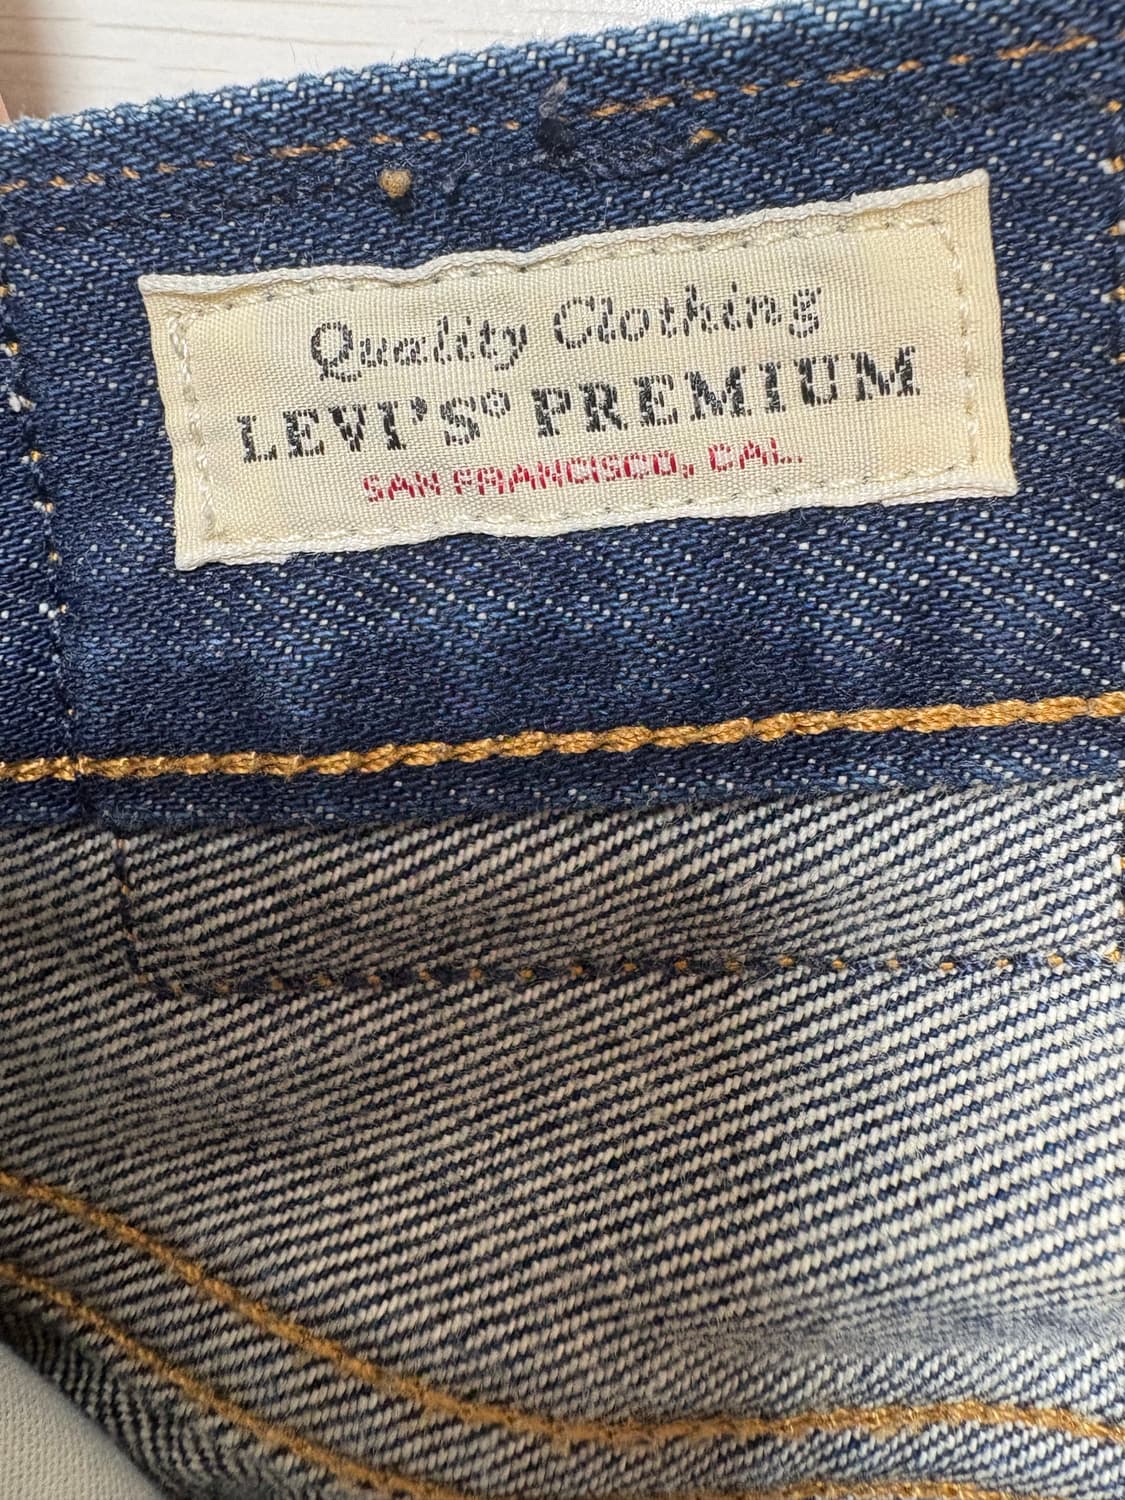 Quality Clothing
LEVI'S® PREMIUM
SAN FRANCISCO, CAL.